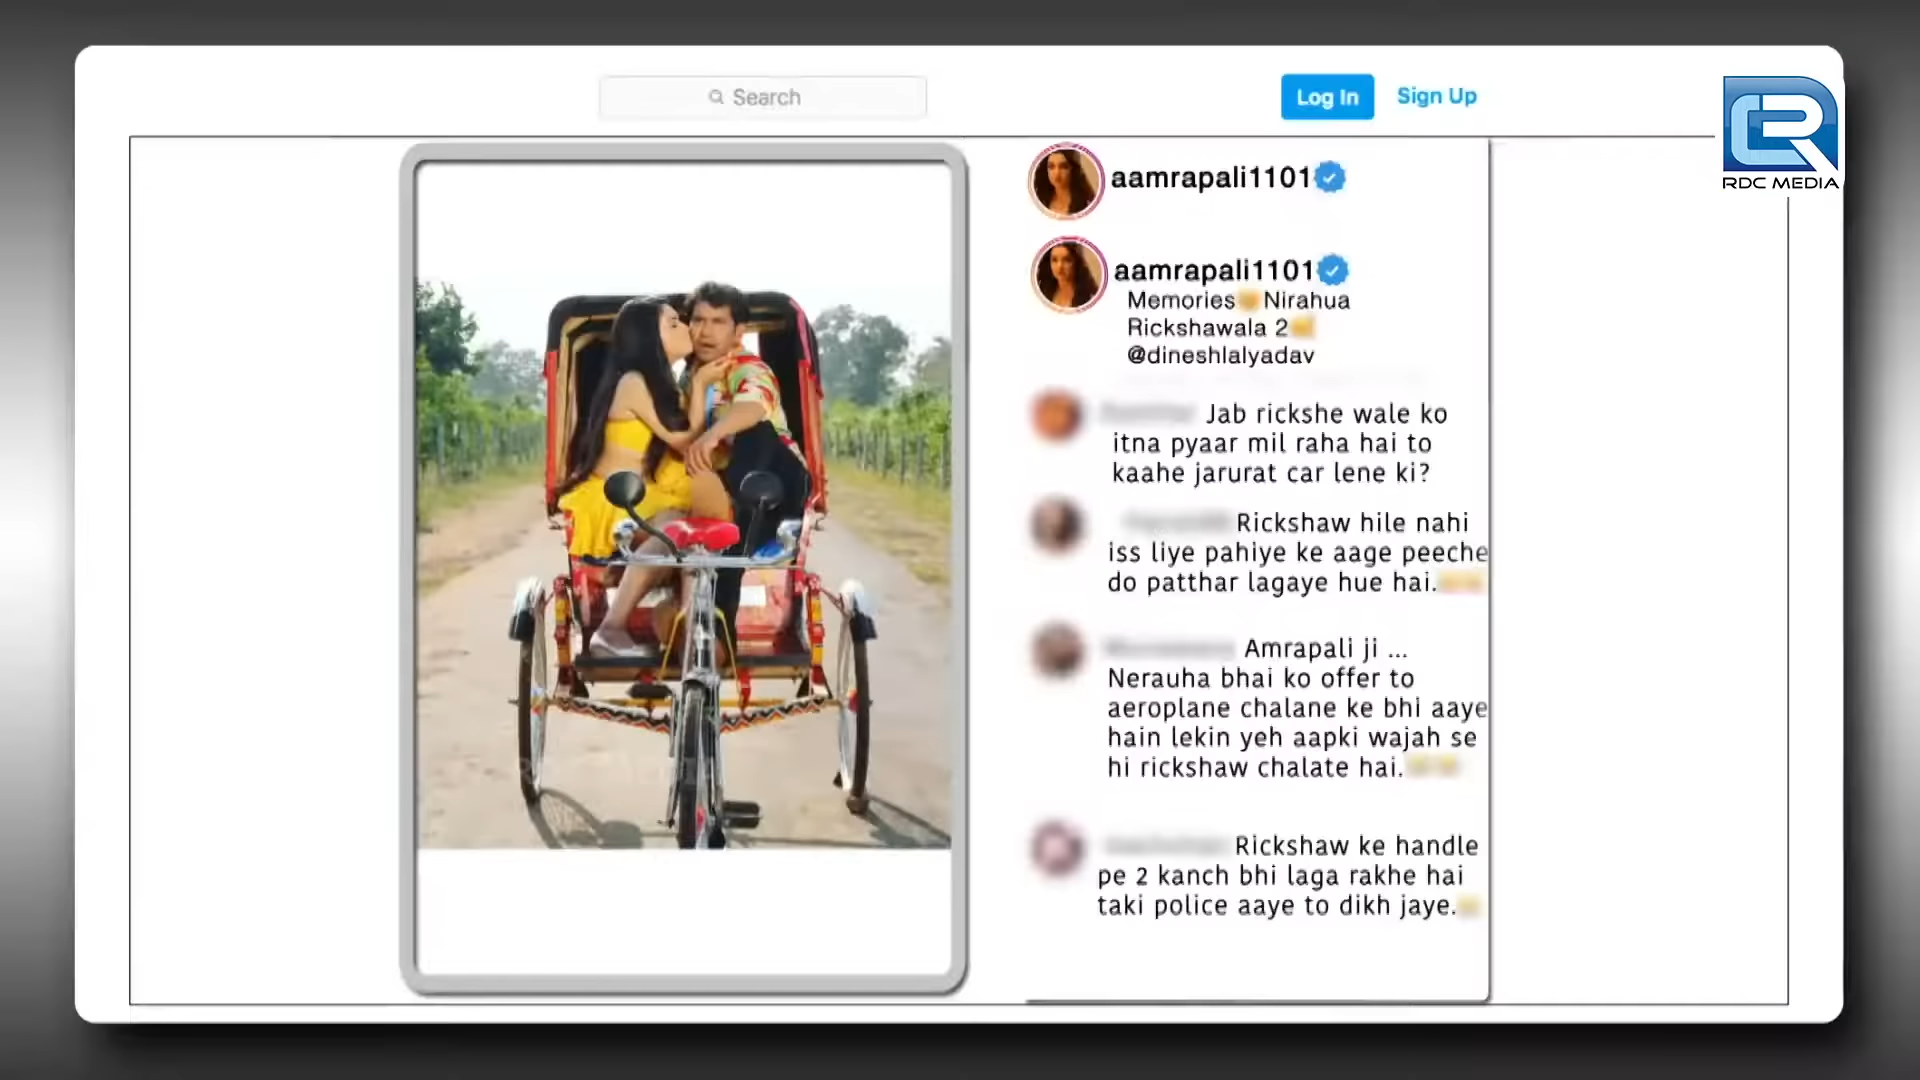 Search
Log In
Sign Up
RDC MEDIA
aamrapali1101
aamrapali1101
Memories Nirahua
Rickshawala 2
@dineshlalyadav
Jab rickshe wale ko
itna pyaar mil raha hai to
kaahe jarurat car lene ki?
Rickshaw hile nahi
iss liye pahiye ke aage peeche
do patthar lagaye hue hai.
Amrapali ji ...
Nerauha bhai ko offer to
aeroplane chalane ke bhi aaye
hain lekin yeh aapki wajah se
hi rickshaw chalate hai.
Rickshaw ke handle
pe 2 kanch bhi laga rakhe hai
taki police aaye to dikh jaye.